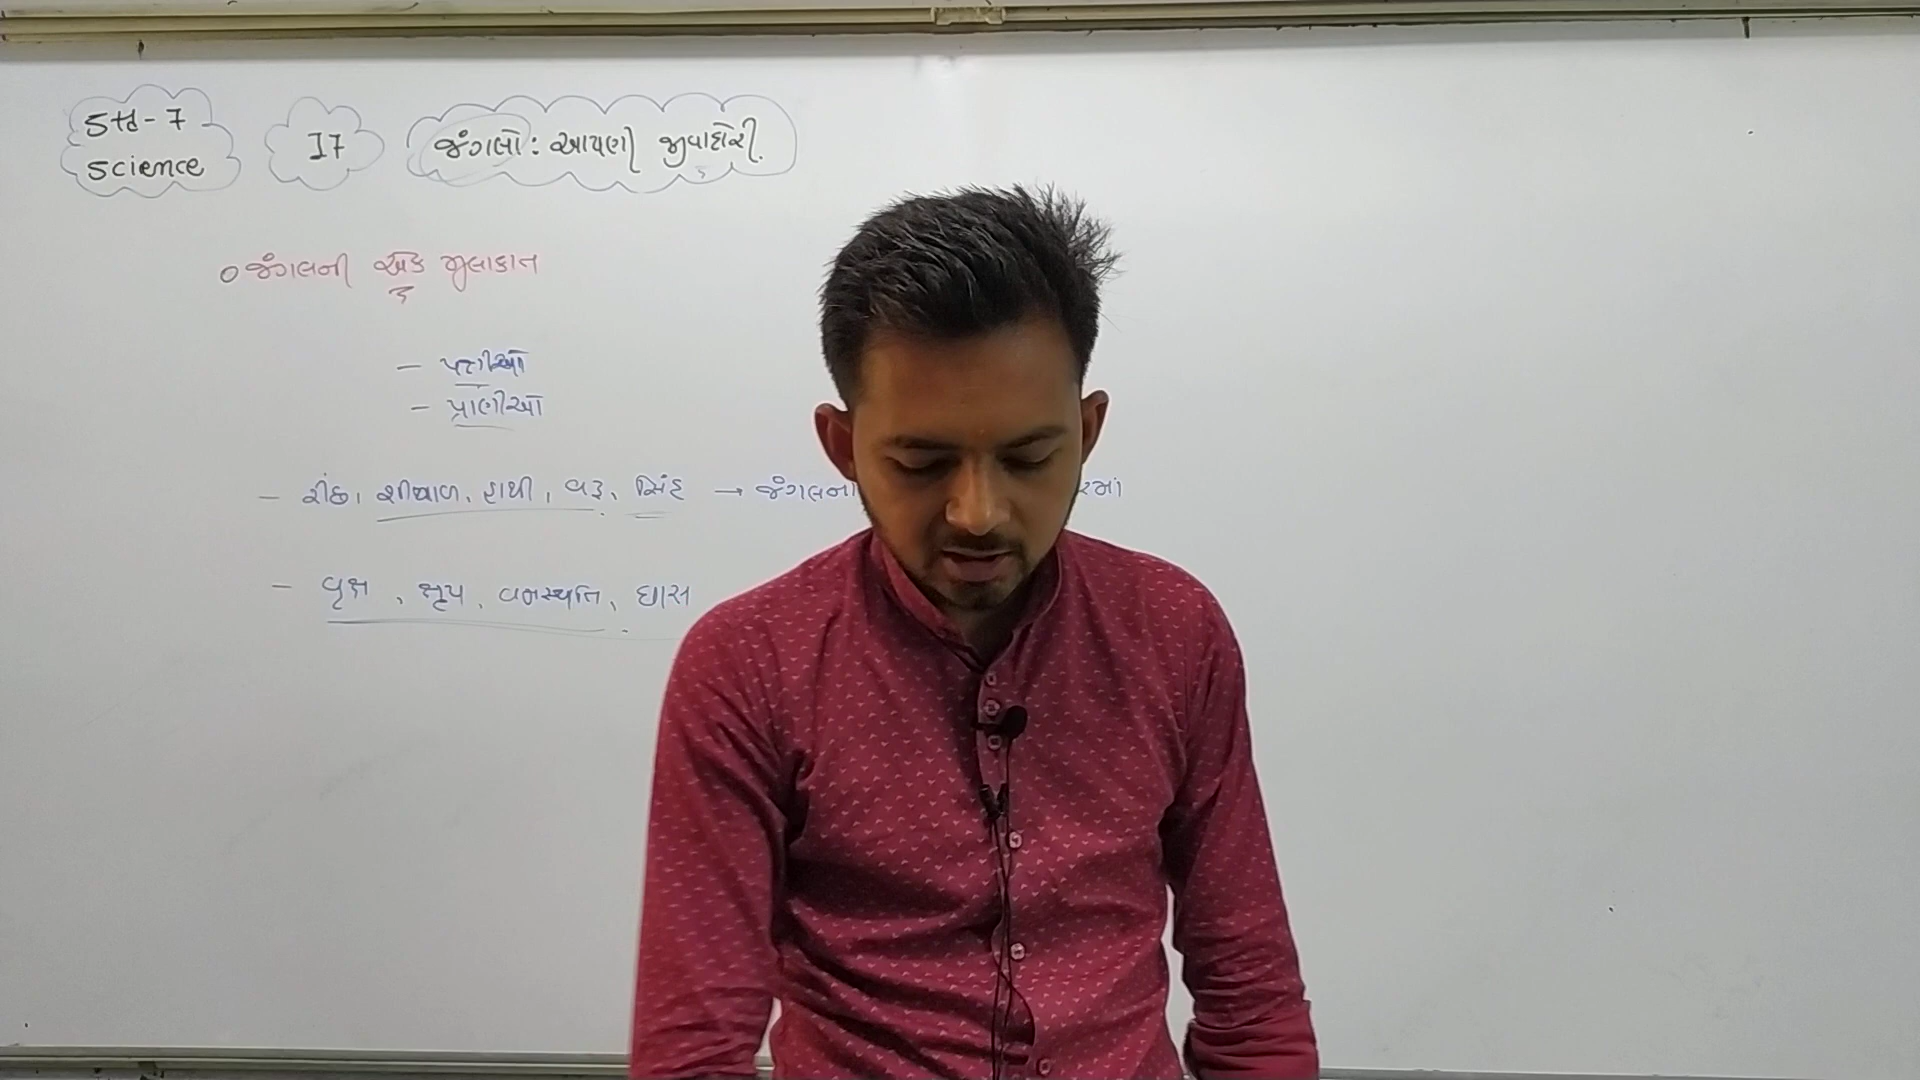 Std-7
Science
17
જંગલો : આપણી જીવાદોરી.
જંગલની એક મુલાકાત
- પક્ષીઓ
- પ્રાણીઓ
- રીંછ, શીયાળ, હાથી, વરૂ, સિંહ → જંગલના
- વૃક્ષ, ક્ષૂપ, વનસ્પતિ, ઘાસ